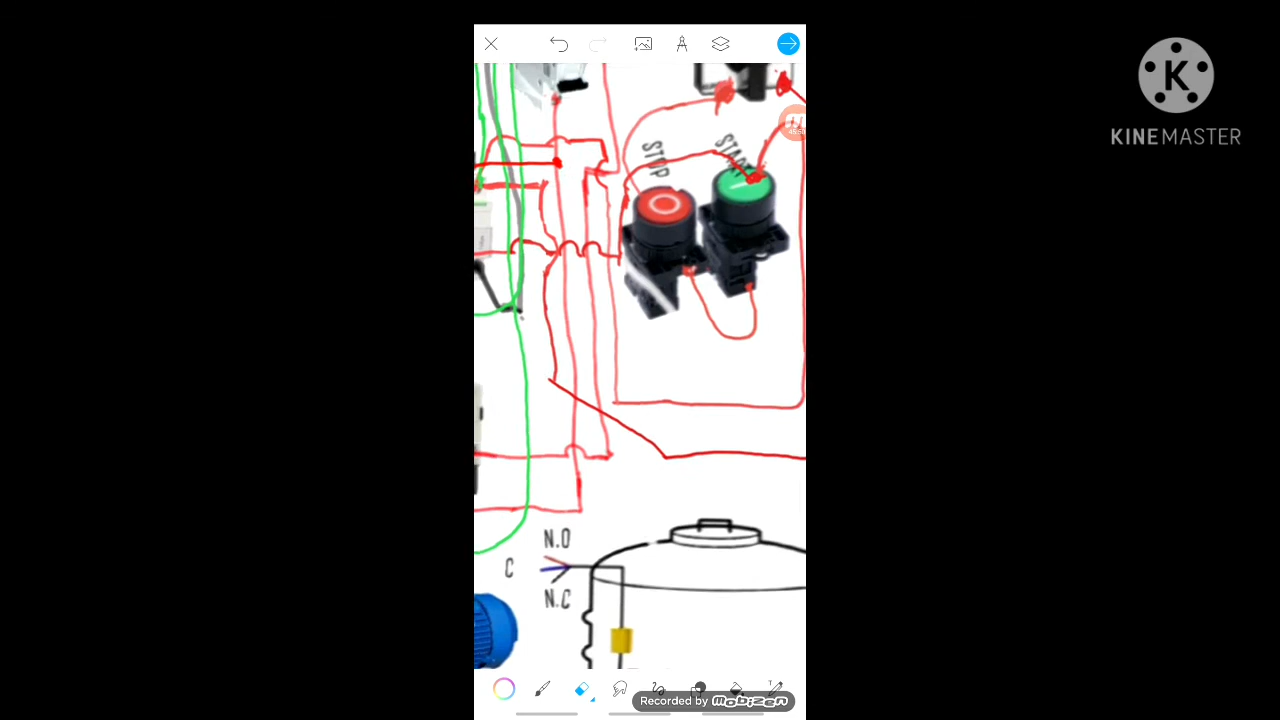 K
KINEMASTER
STOP
START
N.O
C
N.C
Recorded by mobizen